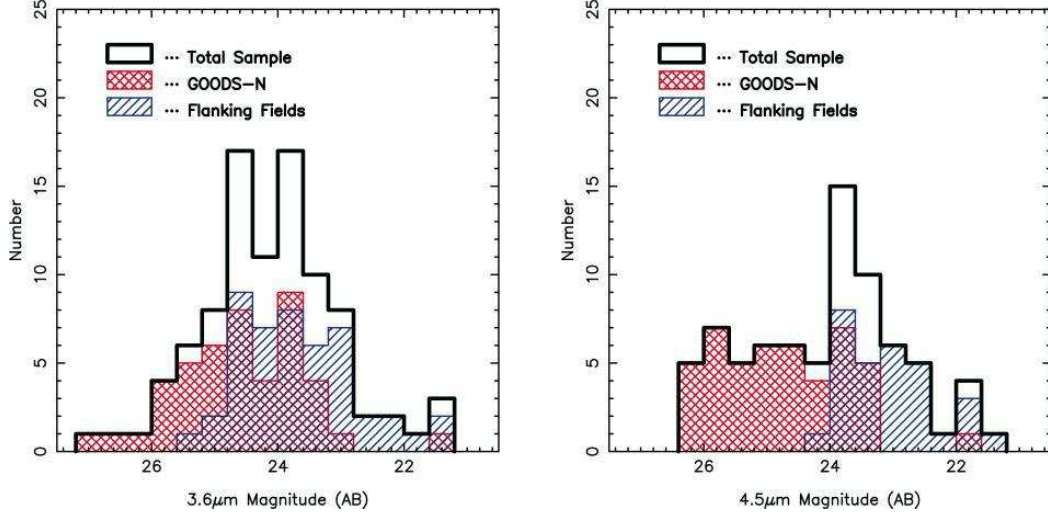 25
20
15
10
5
0
Number
··· Total Sample
··· GOODS-N
··· Flanking Fields
26
24
22
3.6μm Magnitude (AB)
25
20
15
10
5
0
Number
··· Total Sample
··· GOODS-N
··· Flanking Fields
26
24
22
4.5μm Magnitude (AB)